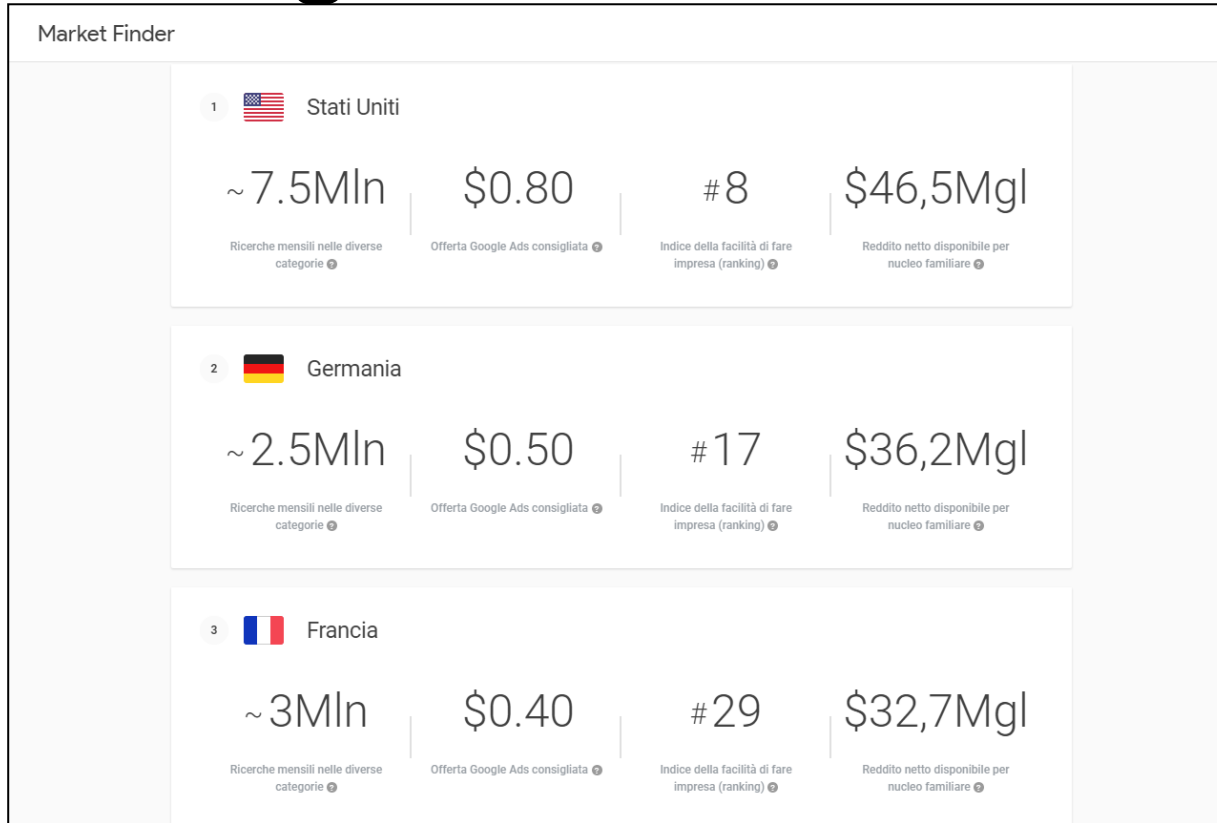 Market Finder
1 Stati Uniti
~7.5Mln $0.80 #8 $46,5Mgl
Ricerche mensili nelle diverse categorie Offerta Google Ads consigliata Indice della facilità di fare impresa (ranking) Reddito netto disponibile per nucleo familiare
2 Germania
~2.5Mln $0.50 #17 $36,2Mgl
Ricerche mensili nelle diverse categorie Offerta Google Ads consigliata Indice della facilità di fare impresa (ranking) Reddito netto disponibile per nucleo familiare
3 Francia
~3Mln $0.40 #29 $32,7Mgl
Ricerche mensili nelle diverse categorie Offerta Google Ads consigliata Indice della facilità di fare impresa (ranking) Reddito netto disponibile per nucleo familiare